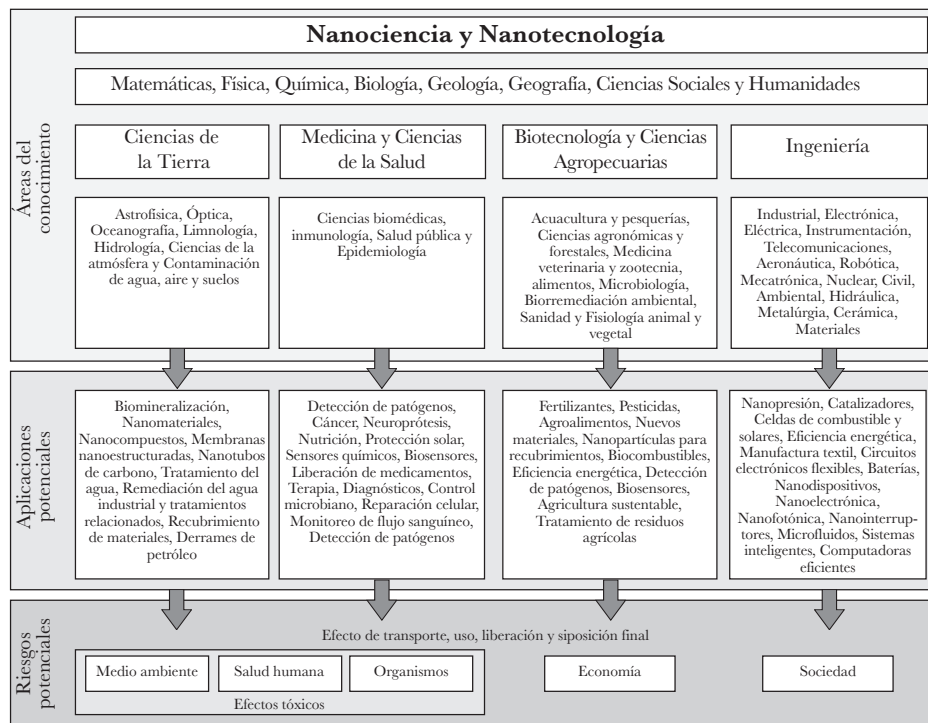 Nanociencia y Nanotecnología
Matemáticas, Física, Química, Biología, Geología, Geografía, Ciencias Sociales y Humanidades
Áreas del
conocimiento
Ciencias de
la Tierra
Medicina y Ciencias
de la Salud
Biotecnología y Ciencias
Agropecuarias
Ingeniería
Astrofísica, Óptica,
Oceanografía, Limnología,
Hidrología, Ciencias de la
atmósfera y Contaminación
de agua, aire y suelos
Ciencias biomédicas,
inmunología, Salud pública y
Epidemiología
Acuacultura y pesquerías,
Ciencias agronómicas y
forestales, Medicina
veterinaria y zootecnia,
alimentos, Microbiología,
Biorremediación ambiental,
Sanidad y Fisiología animal y
vegetal
Industrial, Electrónica,
Eléctrica, Instrumentación,
Telecomunicaciones,
Aeronáutica, Robótica,
Mecatrónica, Nuclear, Civil,
Ambiental, Hidráulica,
Metalúrgia, Cerámica,
Materiales
Aplicaciones
potenciales
Biomineralización,
Nanomateriales,
Nanocompuestos, Membranas
nanoestructuradas, Nanotubos
de carbono, Tratamiento del
agua, Remediación del agua
industrial y tratamientos
relacionados, Recubrimiento
de materiales, Derrames de
petróleo
Detección de patógenos,
Cáncer, Neuroprótesis,
Nutrición, Protección solar,
Sensores químicos, Biosensores,
Liberación de medicamentos,
Terapia, Diagnósticos, Control
microbiano, Reparación celular,
Monitoreo de flujo sanguíneo,
Detección de patógenos
Fertilizantes, Pesticidas,
Agroalimentos, Nuevos
materiales, Nanopartículas para
recubrimientos, Biocombustibles,
Eficiencia energética, Detección
de patógenos, Biosensores,
Agricultura sustentable,
Tratamiento de residuos
agrícolas
Nanopresión, Catalizadores,
Celdas de combustible y
solares, Eficiencia energética,
Manufactura textil, Circuitos
electrónicos flexibles, Baterías,
Nanodispositivos,
Nanoelectrónica,
Nanofotónica, Nanointerrup-
tores, Microfluidos, Sistemas
inteligentes, Computadoras
eficientes
Riesgos
potenciales
Efecto de transporte, uso, liberación y siposición final
Medio ambiente
Salud humana
Organismos
Economía
Sociedad
Efectos tóxicos